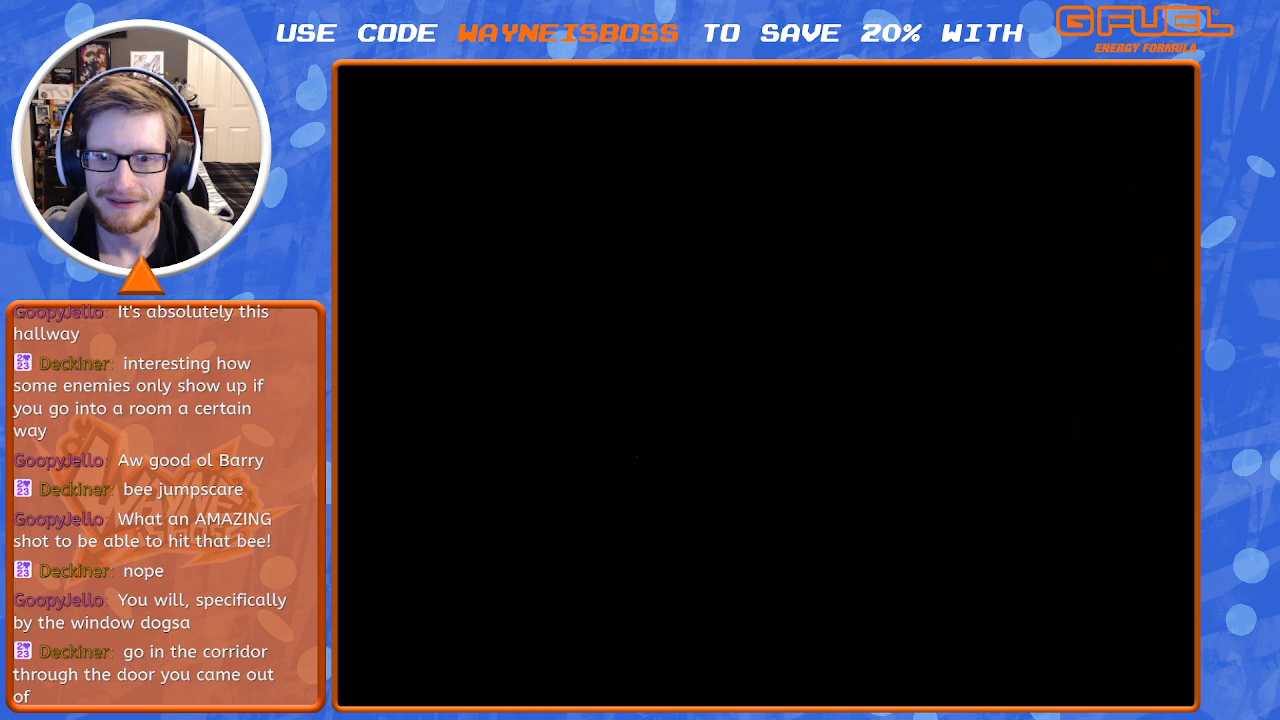 USE CODE WAYNEISBOSS TO SAVE 20% WITH
G FUEL
ENERGY FORMULA
GoopyJello: It's absolutely this
hallway
Deckiner: interesting how
some enemies only show up if
you go into a room a certain
way
GoopyJello: Aw good ol Barry
Deckiner: bee jumpscare
GoopyJello: What an AMAZING
shot to be able to hit that bee!
Deckiner: nope
GoopyJello: You will, specifically
by the window dogsa
Deckiner: go in the corridor
through the door you came out
of